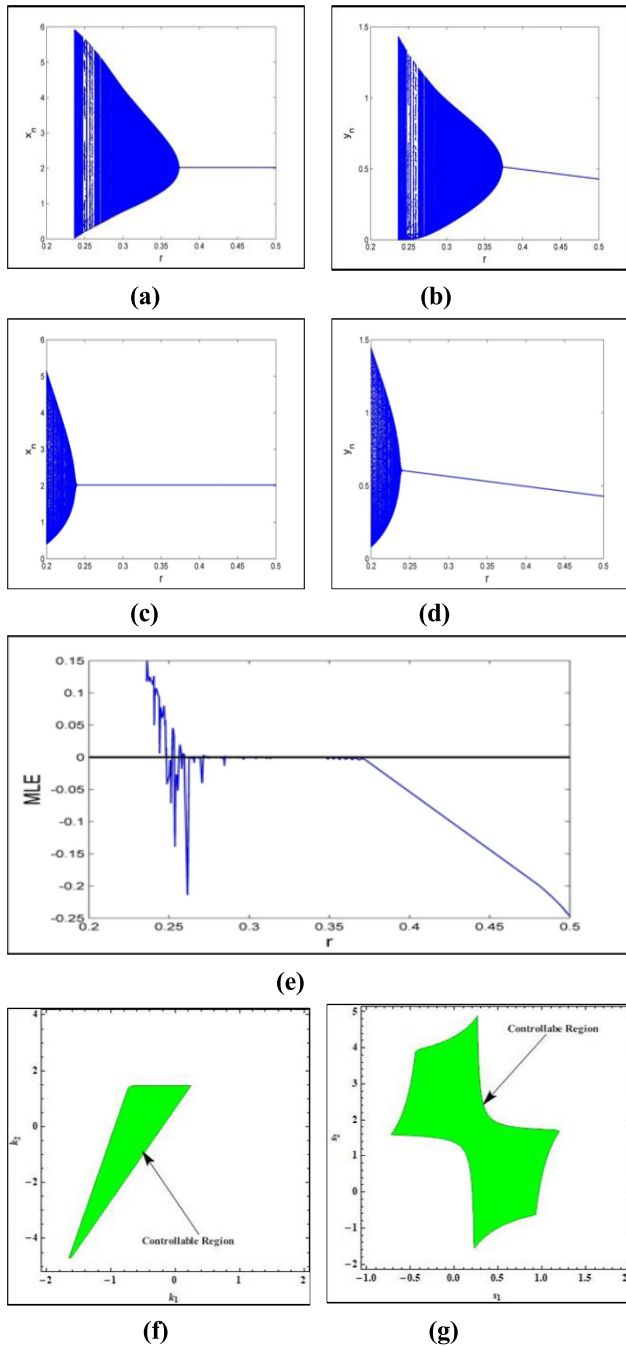 6
5
4
3
2
1
0
x_n
0.2 0.25 0.3 0.35 0.4 0.45 0.5
r
(a)
1.5
1
0.5
0
y_n
0.2 0.25 0.3 0.35 0.4 0.45 0.5
r
(b)
6
5
4
3
2
1
0
x_n
0.2 0.25 0.3 0.35 0.4 0.45 0.5
r
(c)
1.5
1
0.5
0
y_n
0.2 0.25 0.3 0.35 0.4 0.45 0.5
r
(d)
0.15
0.1
0.05
0
-0.05
-0.1
-0.15
-0.2
-0.25
MLE
0.2 0.25 0.3 0.35 0.4 0.45 0.5
r
(e)
4
2
0
-2
-4
k_2
Controllable Region
-2 -1 0 1 2
k_1
(f)
5
4
3
2
1
0
-1
-2
s_2
Controllabe Region
-1.0 -0.5 0.0 0.5 1.0 1.5 2.0
s_1
(g)